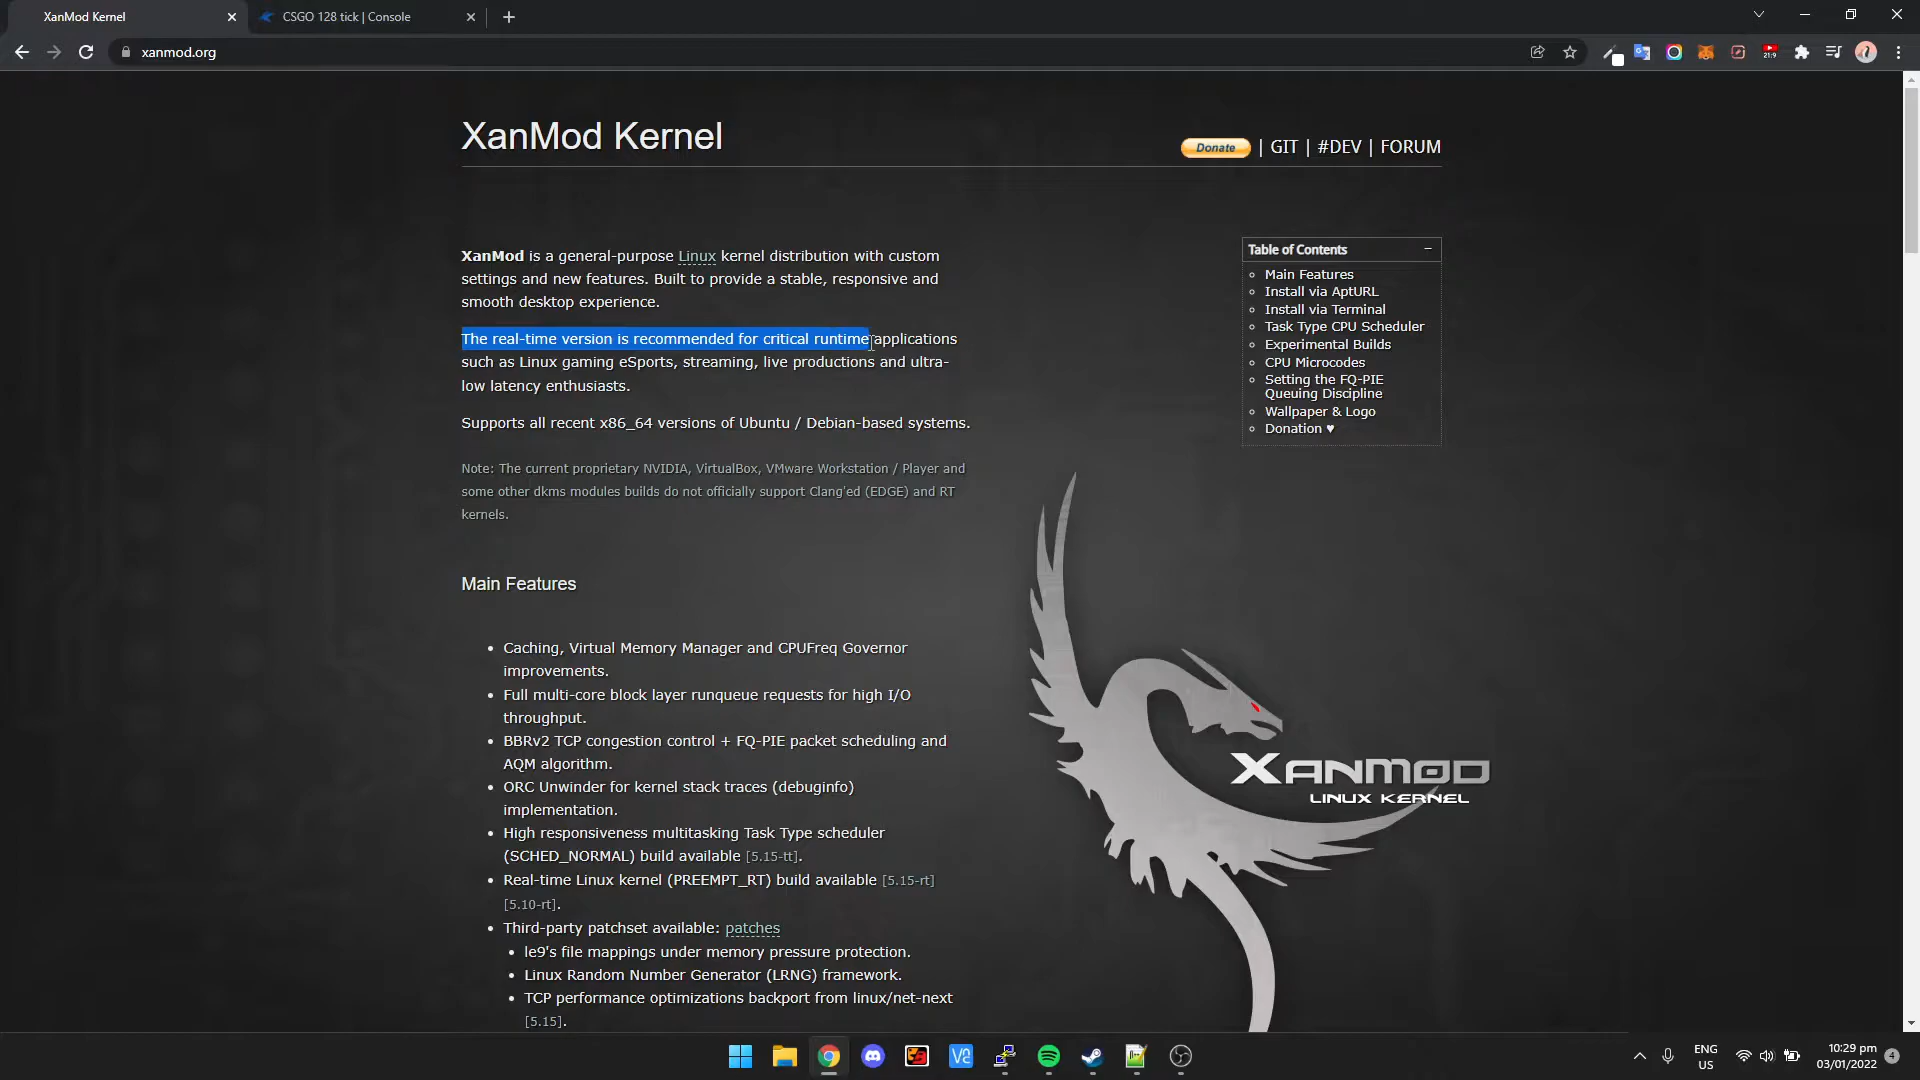 XanMod Kernel
CSGO 128 tick | Console
xanmod.org
21:9
XanMod Kernel
Donate | GIT | #DEV | FORUM
XanMod is a general-purpose Linux kernel distribution with custom
settings and new features. Built to provide a stable, responsive and
smooth desktop experience.
The real-time version is recommended for critical runtime applications
such as Linux gaming eSports, streaming, live productions and ultra-
low latency enthusiasts.
Supports all recent x86_64 versions of Ubuntu / Debian-based systems.
Note: The current proprietary NVIDIA, VirtualBox, VMware Workstation / Player and
some other dkms modules builds do not officially support Clang'ed (EDGE) and RT
kernels.
Table of Contents −
Main Features
Install via AptURL
Install via Terminal
Task Type CPU Scheduler
Experimental Builds
CPU Microcodes
Setting the FQ-PIE
Queuing Discipline
Wallpaper & Logo
Donation ♥
Main Features
Caching, Virtual Memory Manager and CPUFreq Governor
improvements.
Full multi-core block layer runqueue requests for high I/O
throughput.
BBRv2 TCP congestion control + FQ-PIE packet scheduling and
AQM algorithm.
ORC Unwinder for kernel stack traces (debuginfo)
implementation.
High responsiveness multitasking Task Type scheduler
(SCHED_NORMAL) build available [5.15-tt].
Real-time Linux kernel (PREEMPT_RT) build available [5.15-rt]
[5.10-rt].
Third-party patchset available: patches
le9's file mappings under memory pressure protection.
Linux Random Number Generator (LRNG) framework.
TCP performance optimizations backport from linux/net-next
[5.15].
XANMOD
LINUX KERNEL
ENG
US
10:29 pm
03/01/2022
4